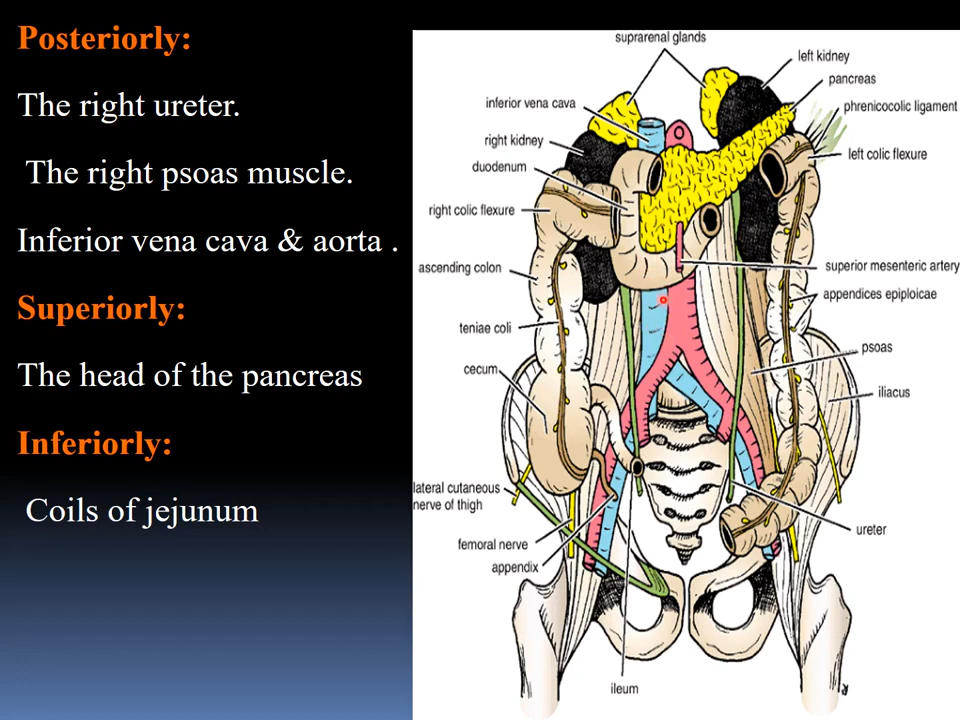 Posteriorly:
The right ureter.
The right psoas muscle.
Inferior vena cava & aorta .
Superiorly:
The head of the pancreas
Inferiorly:
Coils of jejunum
suprarenal glands
left kidney
pancreas
inferior vena cava
phrenicocolic ligament
right kidney
left colic flexure
duodenum
right colic flexure
ascending colon
superior mesenteric artery
appendices epiploicae
teniae coli
psoas
cecum
iliacus
lateral cutaneous
nerve of thigh
ureter
femoral nerve
appendix
ileum